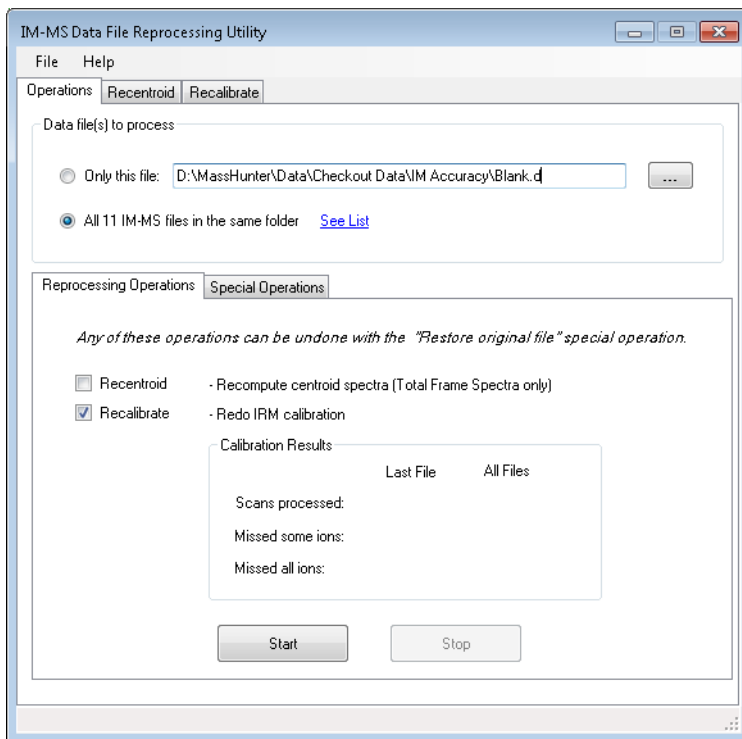 IM-MS Data File Reprocessing Utility
File Help
Operations Recentroid Recalibrate
Data file(s) to process
Only this file: D:\MassHunter\Data\Checkout Data\IM Accuracy\Blank.d ...
All 11 IM-MS files in the same folder See List
Reprocessing Operations Special Operations
Any of these operations can be undone with the "Restore original file" special operation.
Recentroid - Recompute centroid spectra (Total Frame Spectra only)
Recalibrate - Redo IRM calibration
Calibration Results
Last File All Files
Scans processed:
Missed some ions:
Missed all ions:
Start Stop